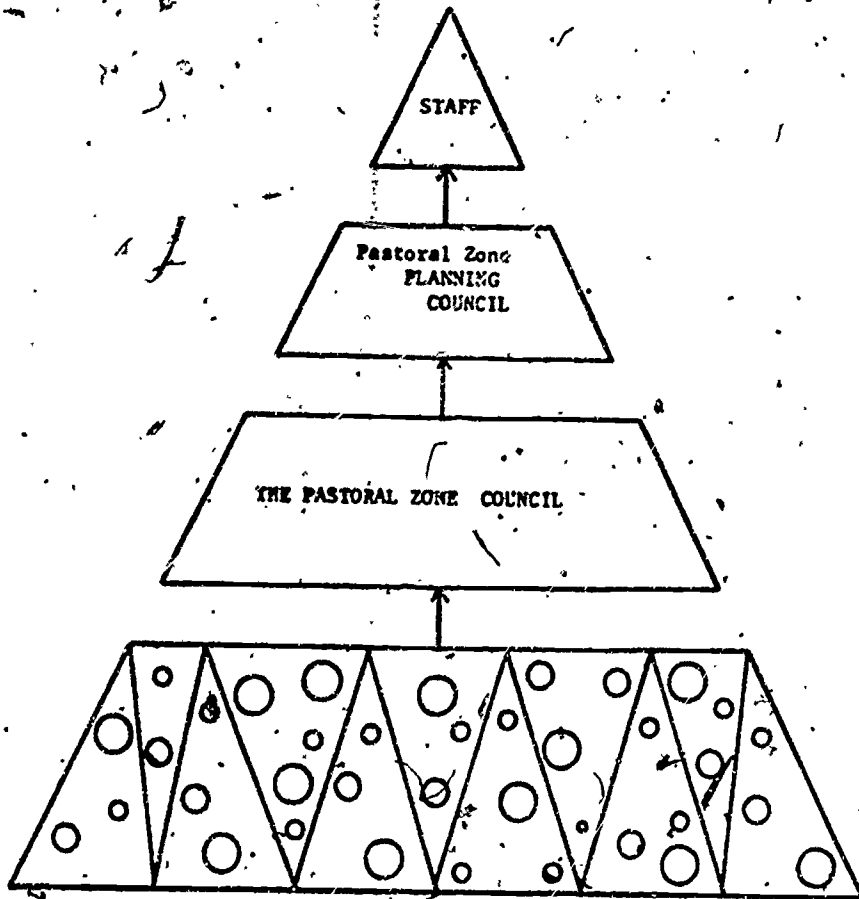 STAFF
Pastoral Zone
PLANNING
COUNCIL
THE PASTORAL ZONE COUNCIL